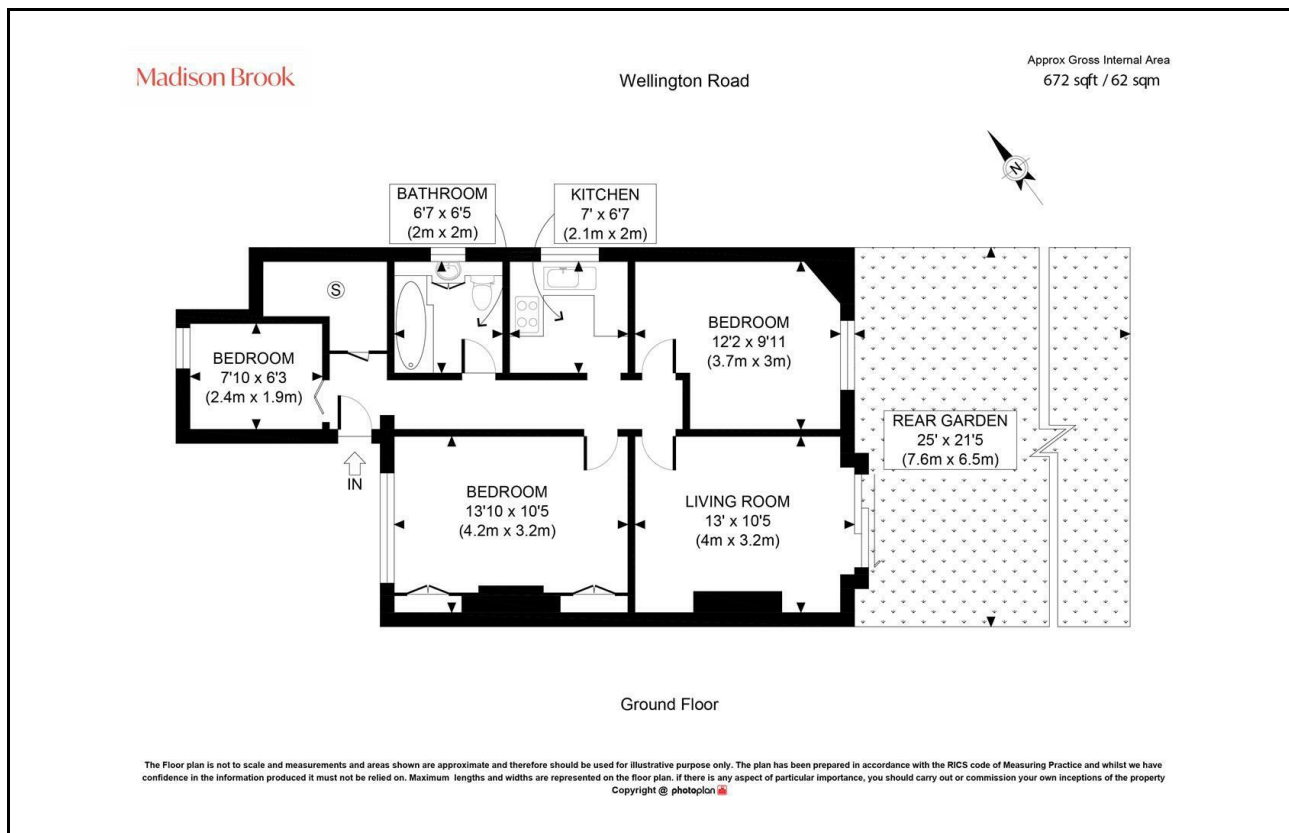 Madison Brook
Wellington Road
Approx Gross Internal Area
672 sqft / 62 sqm
N
BATHROOM
6'7 x 6'5
(2m x 2m)
KITCHEN
7' x 6'7
(2.1m x 2m)
S
BEDROOM
7'10 x 6'3
(2.4m x 1.9m)
BEDROOM
12'2 x 9'11
(3.7m x 3m)
REAR GARDEN
25' x 21'5
(7.6m x 6.5m)
IN
BEDROOM
13'10 x 10'5
(4.2m x 3.2m)
LIVING ROOM
13' x 10'5
(4m x 3.2m)
Ground Floor
The Floor plan is not to scale and measurements and areas shown are approximate and therefore should be used for illustrative purpose only. The plan has been prepared in accordance with the RICS code of Measuring Practice and whilst we have
confidence in the information produced it must not be relied on. Maximum lengths and widths are represented on the floor plan. if there is any aspect of particular importance, you should carry out or commission your own inceptions of the property
Copyright @ photoplan